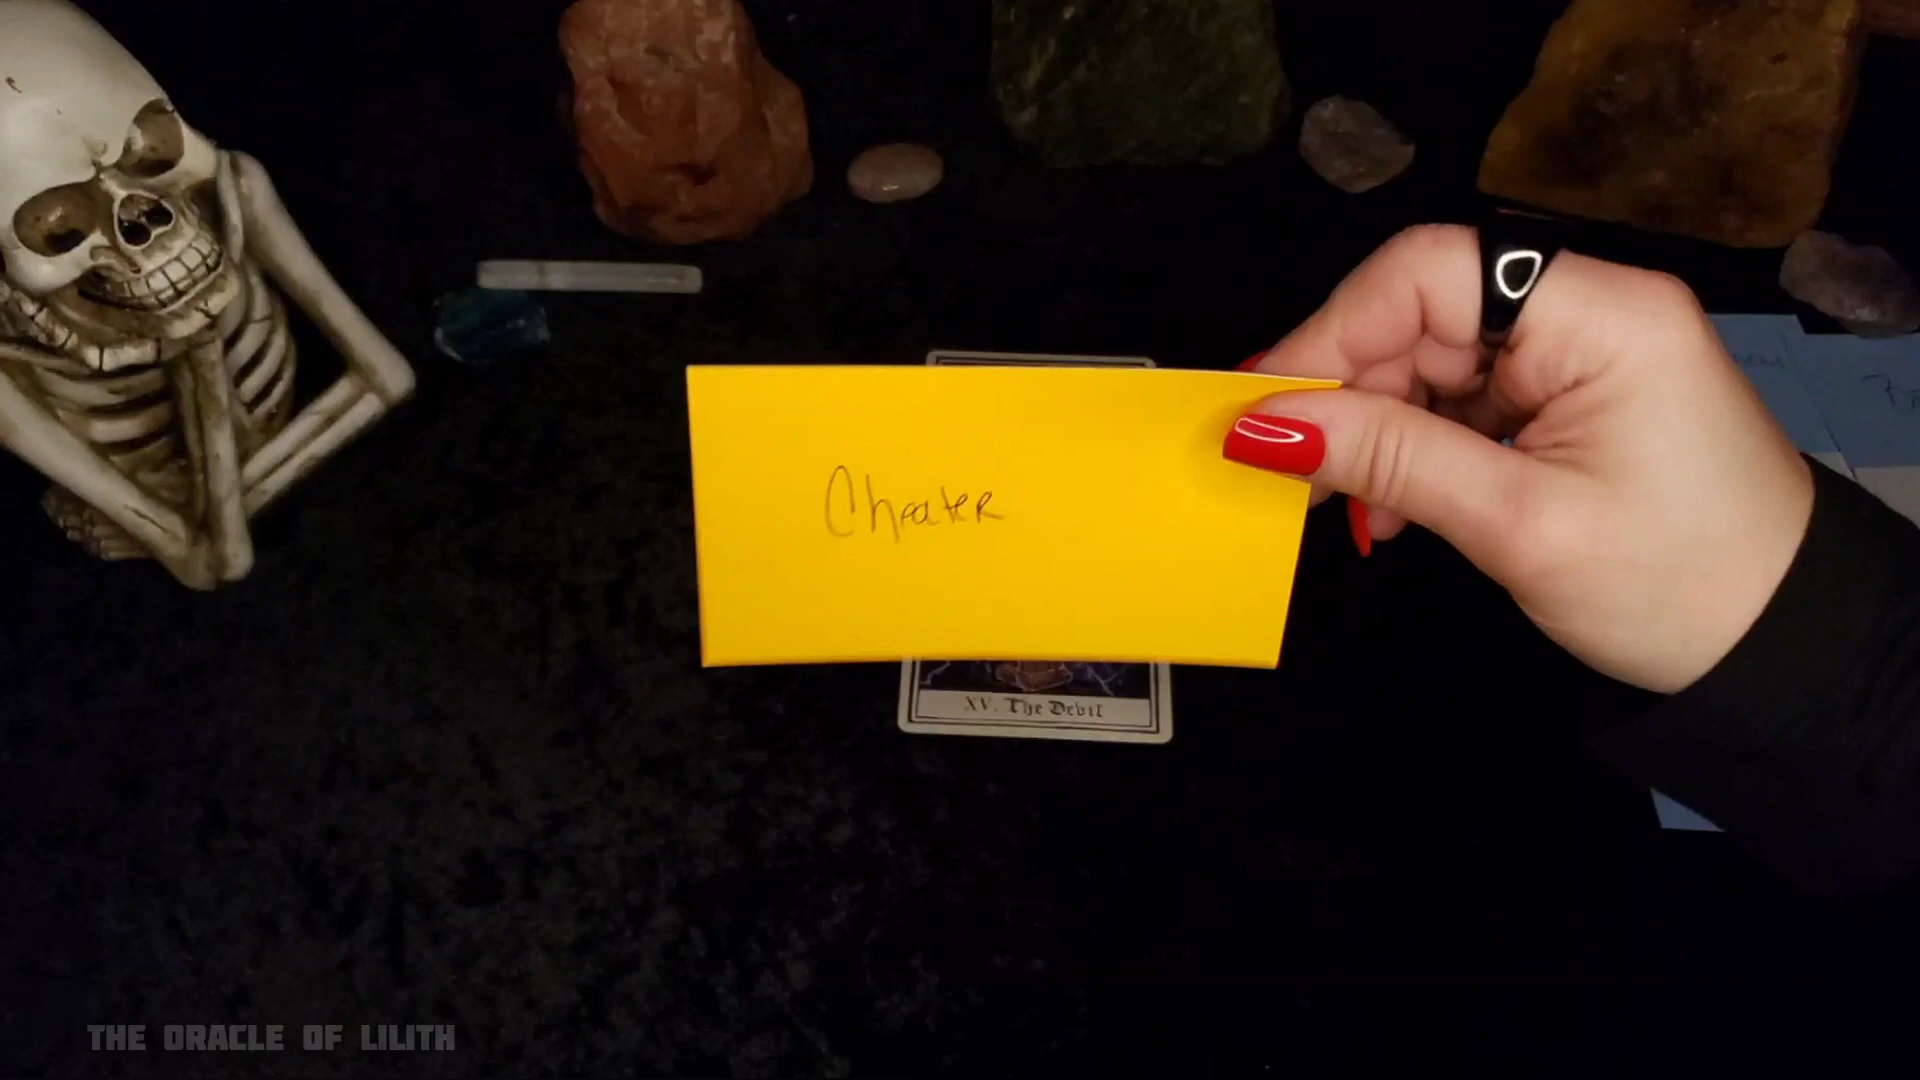 Cheater
XV. The Devil
THE ORACLE OF LILITH